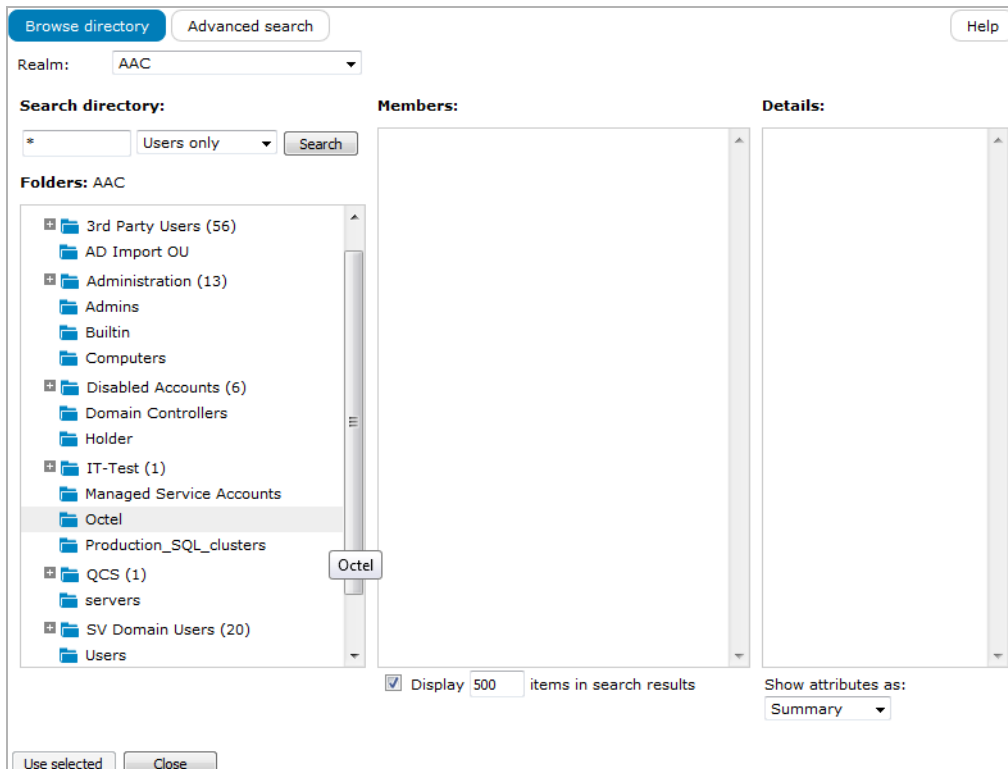 Browse directory
Advanced search
Help
Realm: AAC
Search directory:
* Users only Search
Folders: AAC
3rd Party Users (56)
AD Import OU
Administration (13)
Admins
Builtin
Computers
Disabled Accounts (6)
Domain Controllers
Holder
IT-Test (1)
Managed Service Accounts
Octel
Production_SQL_clusters
Octel
QCS (1)
servers
SV Domain Users (20)
Users
Members:
Display 500 items in search results
Details:
Show attributes as:
Summary
Use selected
Close